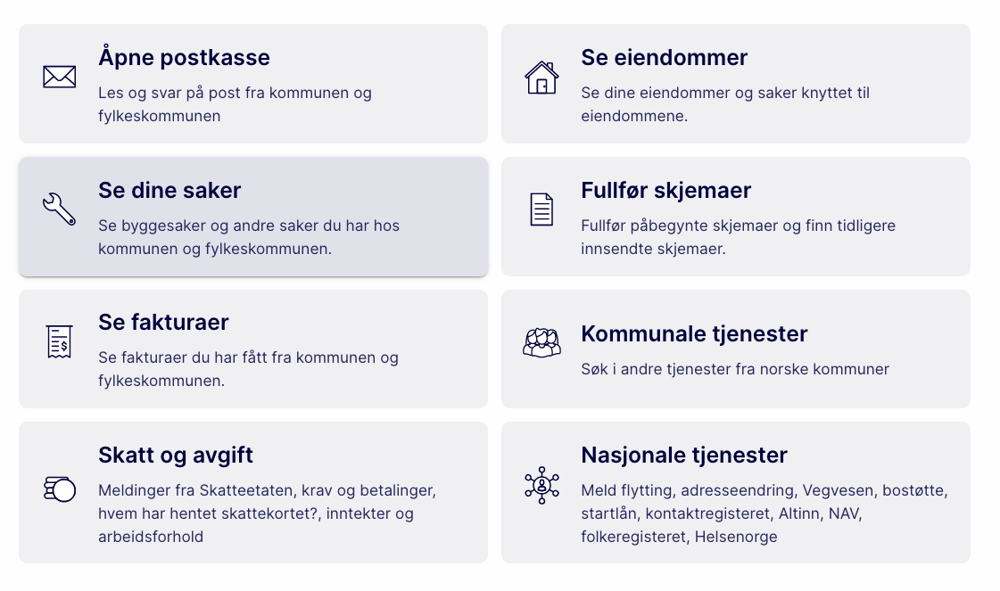 Åpne postkasse
Les og svar på post fra kommunen og
fylkeskommunen
Se eiendommer
Se dine eiendommer og saker knyttet til
eiendommene.
Se dine saker
Se byggesaker og andre saker du har hos
kommunen og fylkeskommunen.
Fullfør skjemaer
Fullfør påbegynte skjemaer og finn tidligere
innsendte skjemaer.
Se fakturaer
Se fakturaer du har fått fra kommunen og
fylkeskommunen.
Kommunale tjenester
Søk i andre tjenester fra norske kommuner
Skatt og avgift
Meldinger fra Skatteetaten, krav og betalinger,
hvem har hentet skattekortet?, inntekter og
arbeidsforhold
Nasjonale tjenester
Meld flytting, adresseendring, Vegvesen, bostøtte,
startlån, kontaktregisteret, Altinn, NAV,
folkeregisteret, Helsenorge